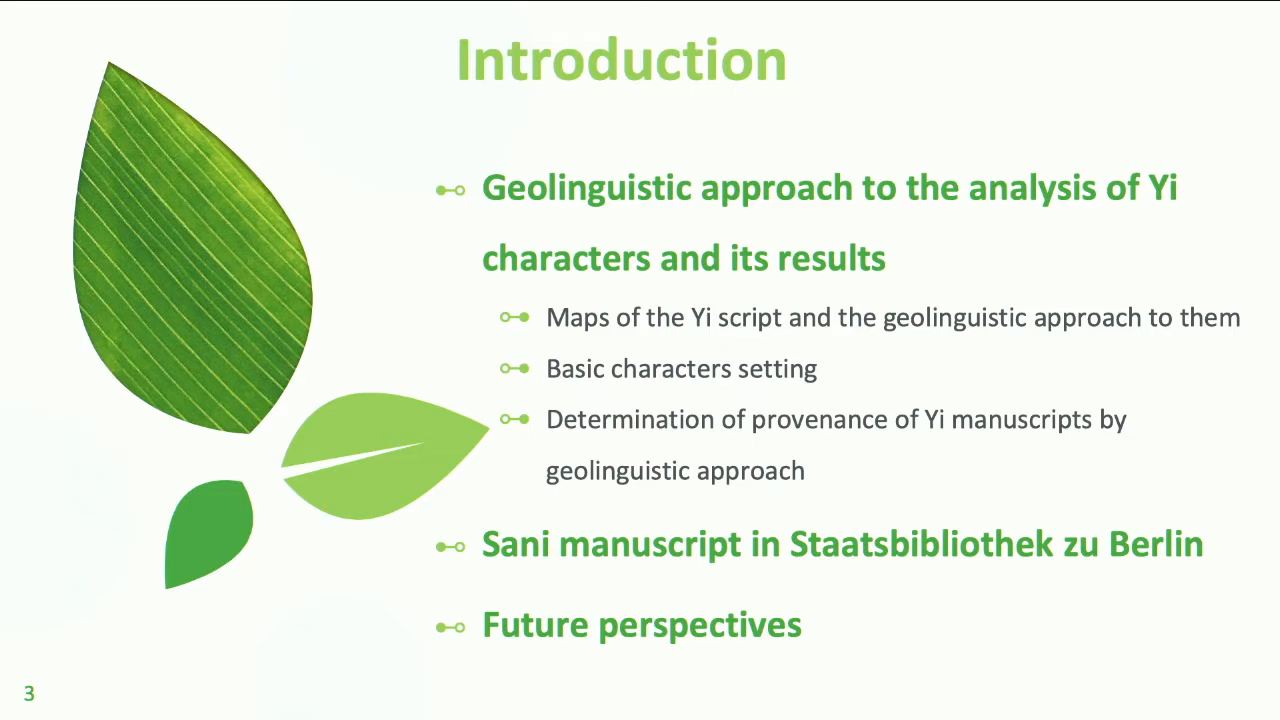 Introduction
Geolinguistic approach to the analysis of Yi
characters and its results
Maps of the Yi script and the geolinguistic approach to them
Basic characters setting
Determination of provenance of Yi manuscripts by
geolinguistic approach
Sani manuscript in Staatsbibliothek zu Berlin
Future perspectives
3